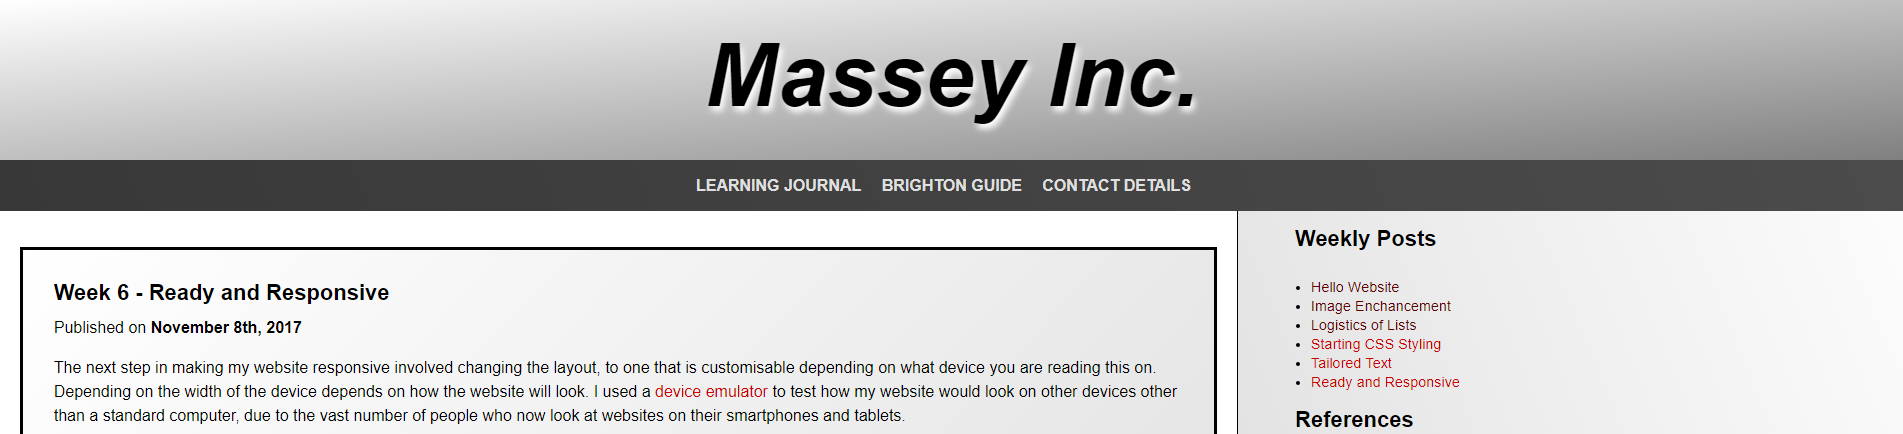 Massey Inc.
LEARNING JOURNAL BRIGHTON GUIDE CONTACT DETAILS
Week 6 - Ready and Responsive
Published on November 8th, 2017
The next step in making my website responsive involved changing the layout, to one that is customisable depending on what device you are reading this on.
Depending on the width of the device depends on how the website will look. I used a device emulator to test how my website would look on other devices other
than a standard computer, due to the vast number of people who now look at websites on their smartphones and tablets.
Weekly Posts
Hello Website
Image Enchancement
Logistics of Lists
Starting CSS Styling
Tailored Text
Ready and Responsive
References